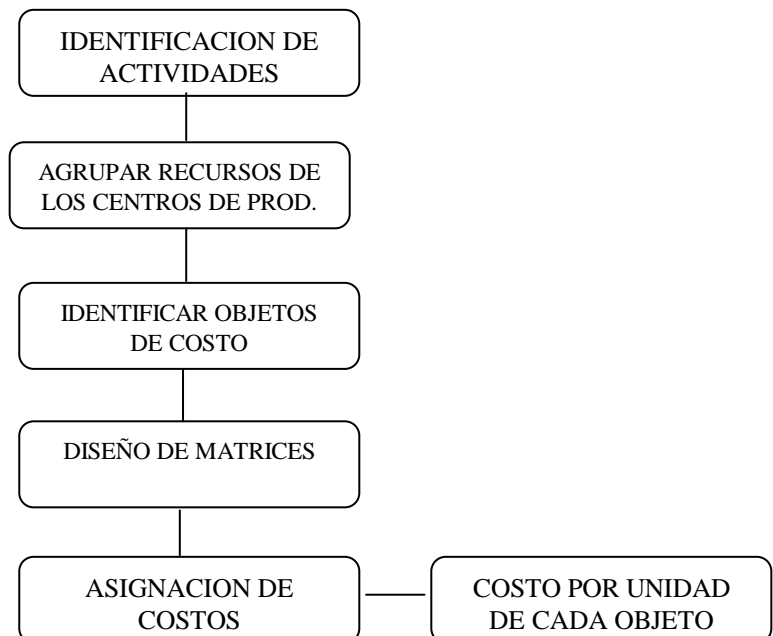 IDENTIFICACION DE
ACTIVIDADES
AGRUPAR RECURSOS DE
LOS CENTROS DE PROD.
IDENTIFICAR OBJETOS
DE COSTO
DISEÑO DE MATRICES
ASIGNACION DE
COSTOS
COSTO POR UNIDAD
DE CADA OBJETO